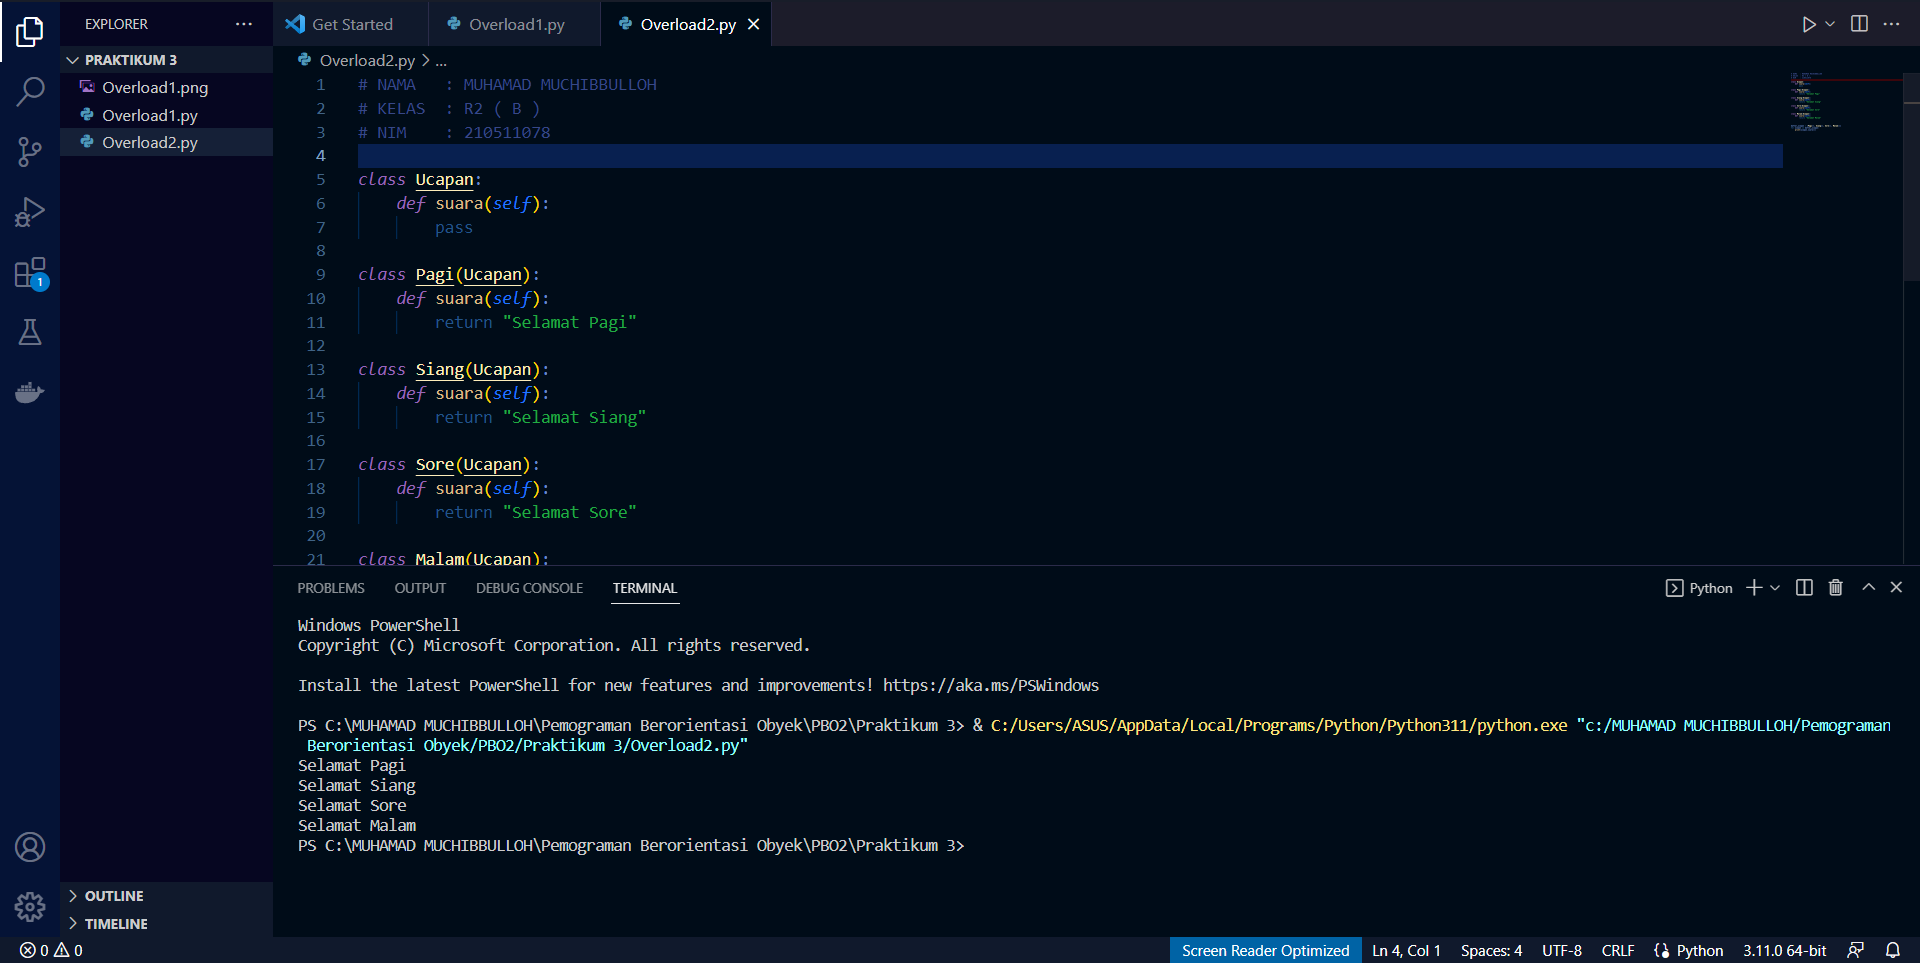 EXPLORER
PRAKTIKUM 3
Overload1.png
Overload1.py
Overload2.py
OUTLINE
TIMELINE
1
Get Started
Overload1.py
Overload2.py
Overload2.py > ...
1 # NAMA   : MUHAMAD MUCHIBBULLOH
2 # KELAS  : R2 ( B )
3 # NIM    : 210511078
4
5 class Ucapan:
6     def suara(self):
7         pass
8
9 class Pagi(Ucapan):
10     def suara(self):
11         return "Selamat Pagi"
12
13 class Siang(Ucapan):
14     def suara(self):
15         return "Selamat Siang"
16
17 class Sore(Ucapan):
18     def suara(self):
19         return "Selamat Sore"
20
21 class Malam(Ucapan):
PROBLEMS OUTPUT DEBUG CONSOLE TERMINAL Python
Windows PowerShell
Copyright (C) Microsoft Corporation. All rights reserved.
Install the latest PowerShell for new features and improvements! https://aka.ms/PSWindows
PS C:\MUHAMAD MUCHIBBULLOH\Pemograman Berorientasi Obyek\PBO2\Praktikum 3> & C:/Users/ASUS/AppData/Local/Programs/Python/Python311/python.exe "c:/MUHAMAD MUCHIBBULLOH/Pemograman
 Berorientasi Obyek/PBO2/Praktikum 3/Overload2.py"
Selamat Pagi
Selamat Siang
Selamat Sore
Selamat Malam
PS C:\MUHAMAD MUCHIBBULLOH\Pemograman Berorientasi Obyek\PBO2\Praktikum 3>
0 0 Screen Reader Optimized Ln 4, Col 1 Spaces: 4 UTF-8 CRLF Python 3.11.0 64-bit